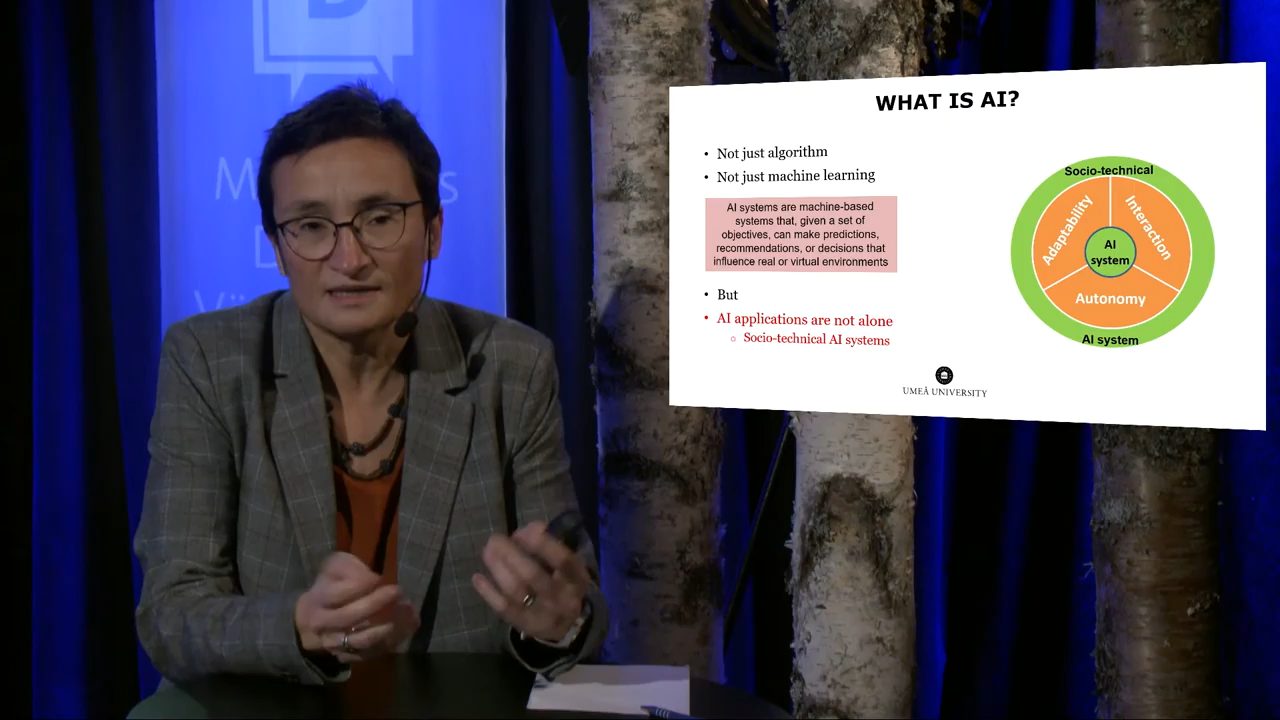 WHAT IS AI?
• Not just algorithm
• Not just machine learning
AI systems are machine-based
systems that, given a set of
objectives, can make predictions,
recommendations, or decisions that
influence real or virtual environments
• But
• AI applications are not alone
○ Socio-technical AI systems
UMEÅ UNIVERSITY
Socio-technical
Adaptability
Interaction
AI
system
Autonomy
AI system